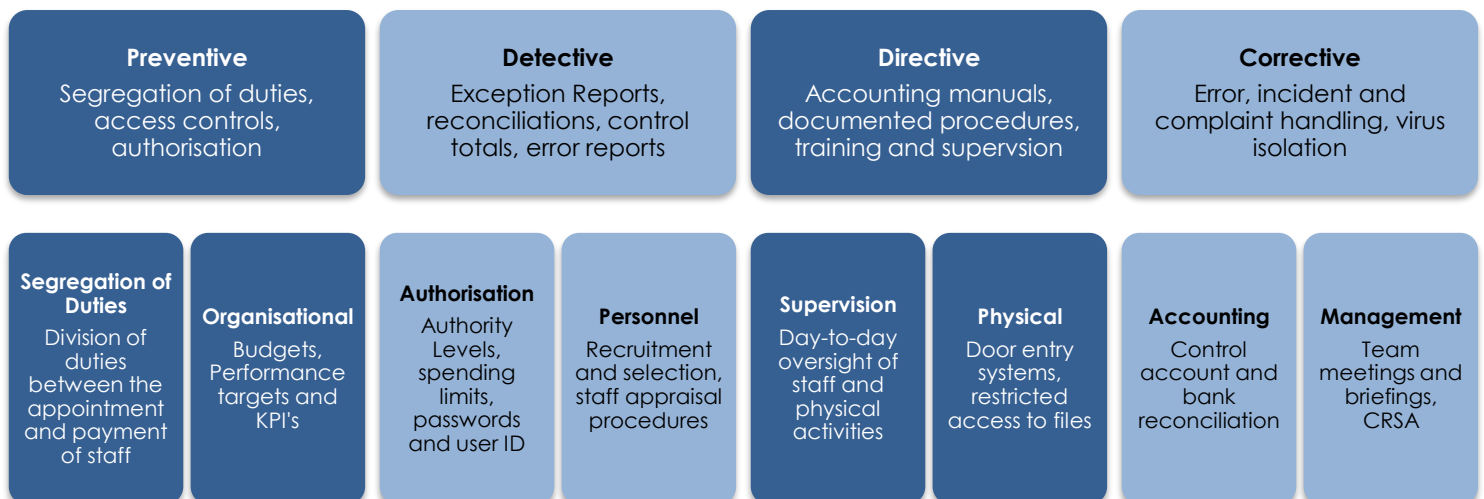 Preventive
Segregation of duties,
access controls,
authorisation
Detective
Exception Reports,
reconciliations, control
totals, error reports
Directive
Accounting manuals,
documented procedures,
training and supervsion
Corrective
Error, incident and
complaint handling, virus
isolation
Segregation of
Duties
Division of
duties
between the
appointment
and payment
of staff
Organisational
Budgets,
Performance
targets and
KPI's
Authorisation
Authority
Levels,
spending
limits,
passwords
and user ID
Personnel
Recruitment
and selection,
staff appraisal
procedures
Supervision
Day-to-day
oversight of
staff and
physical
activities
Physical
Door entry
systems,
restricted
access to files
Accounting
Control
account and
bank
reconciliation
Management
Team
meetings and
briefings,
CRSA